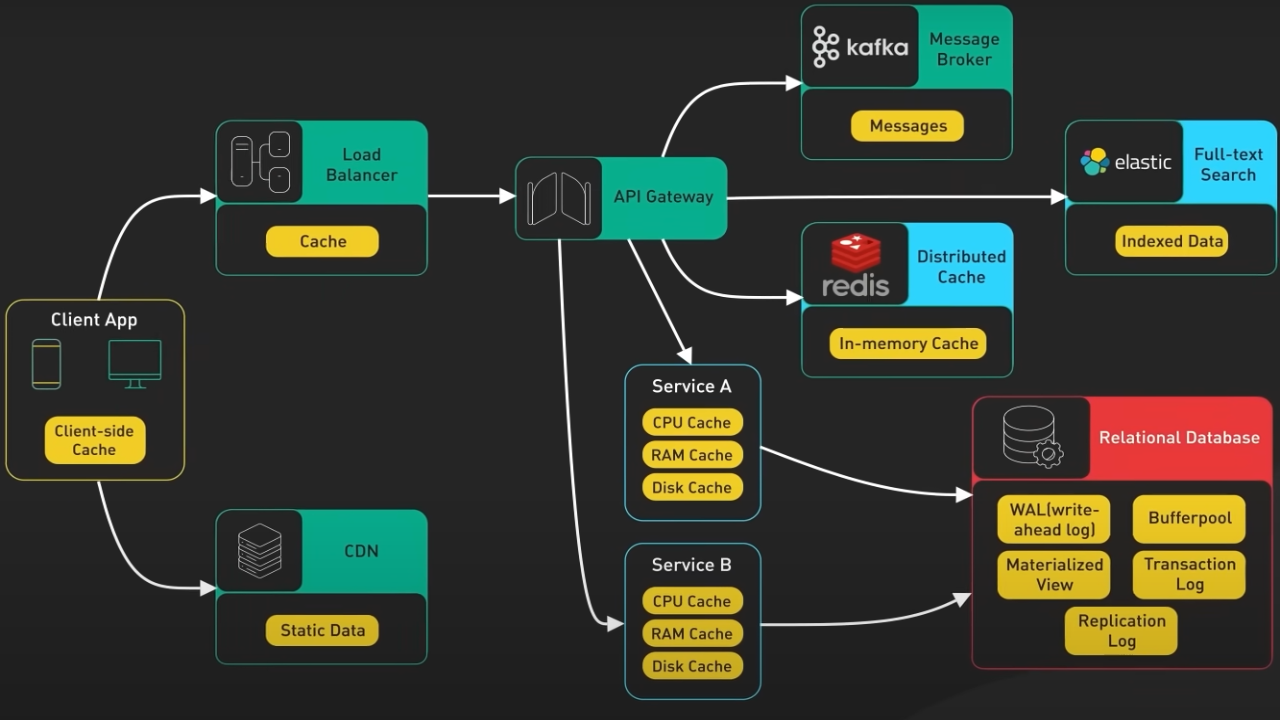 kafka
Message
Broker
Messages
Load
Balancer
Cache
API Gateway
elastic
Full-text
Search
Indexed Data
redis
Distributed
Cache
In-memory Cache
Client App
Client-side
Cache
Service A
CPU Cache
RAM Cache
Disk Cache
Relational Database
WAL(write-
ahead log)
Bufferpool
Materialized
View
Transaction
Log
Replication
Log
CDN
Static Data
Service B
CPU Cache
RAM Cache
Disk Cache